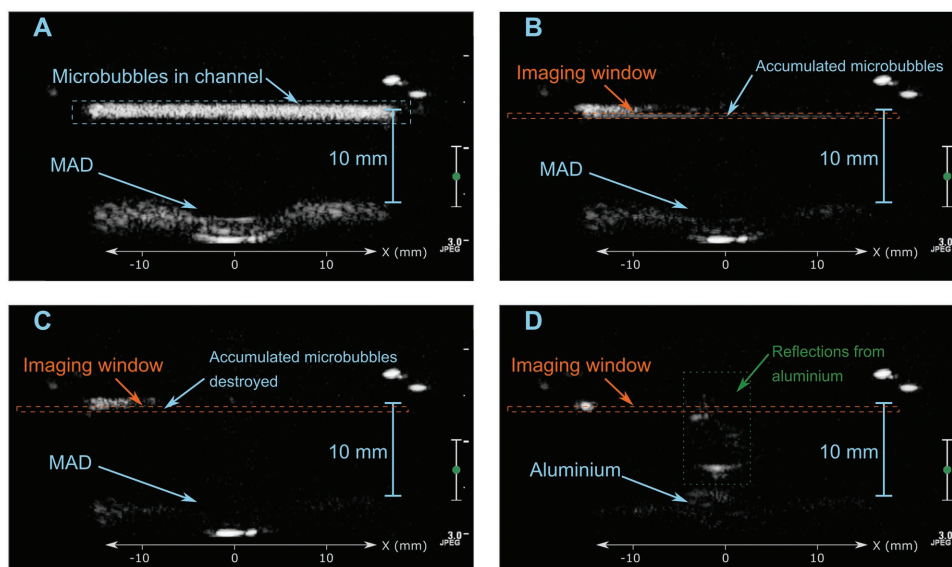 A
Microbubbles in channel
10 mm
MAD
3.0
JPEG
X (mm)
-10 0 10
B
Imaging window
Accumulated microbubbles
10 mm
MAD
3.0
JPEG
X (mm)
-10 0 10
C
Imaging window
Accumulated microbubbles
destroyed
10 mm
MAD
3.0
JPEG
X (mm)
-10 0 10
D
Imaging window
Reflections from
aluminium
10 mm
Aluminium
3.0
JPEG
X (mm)
-10 0 10